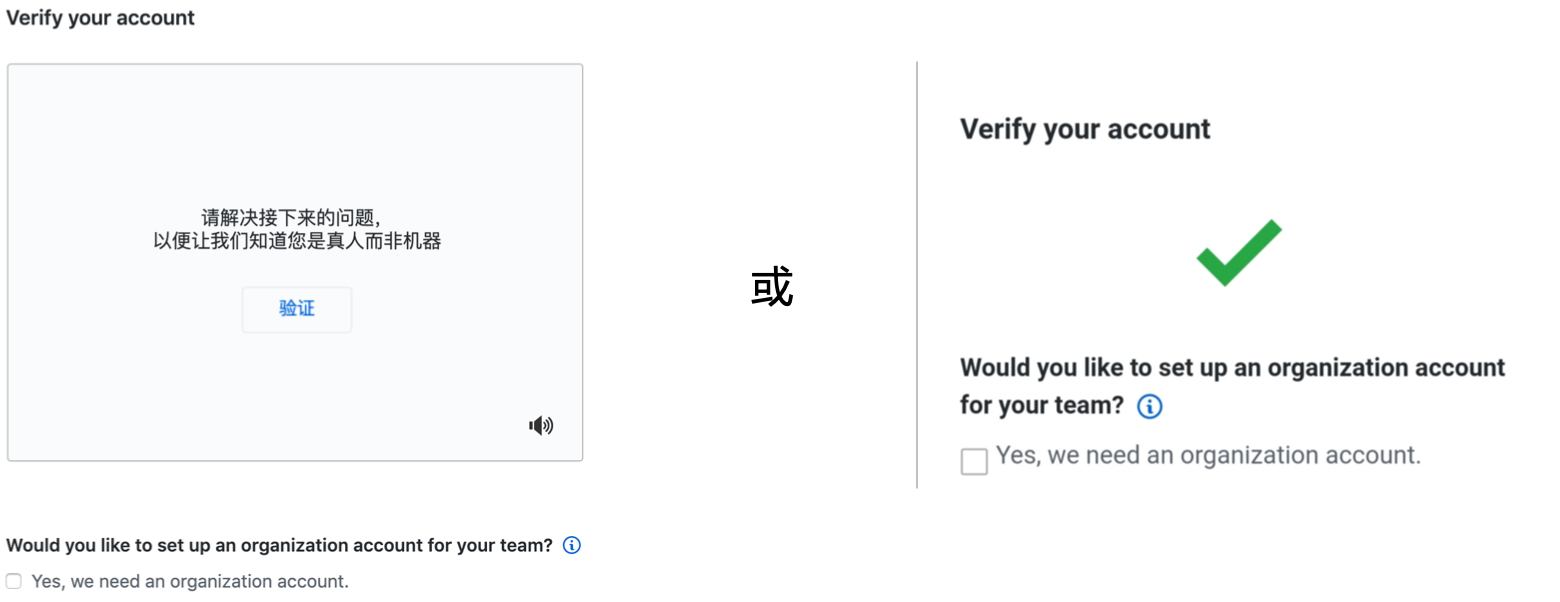 Verify your account
请解决接下来的问题,
以便让我们知道您是真人而非机器
验证
Would you like to set up an organization account for your team?
Yes, we need an organization account.
或
Verify your account
Would you like to set up an organization account
for your team?
Yes, we need an organization account.